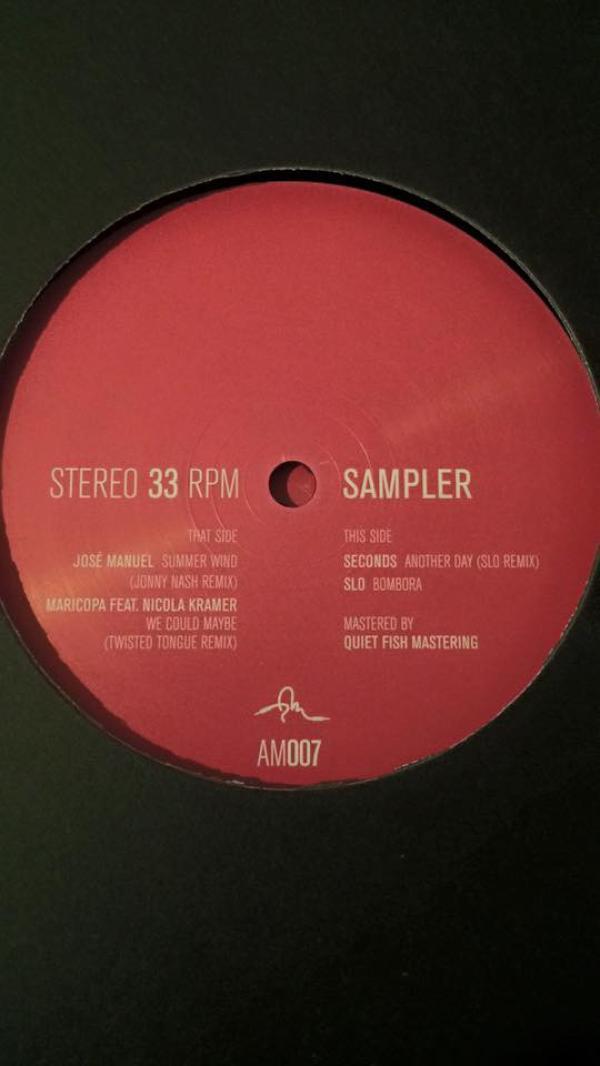 STEREO 33 RPM
THAT SIDE
JOSÉ MANUEL SUMMER WIND
(JONNY NASH REMIX)
MARICOPA FEAT. NICOLA KRAMER
WE COULD MAYBE
(TWISTED TONGUE REMIX)
SAMPLER
THIS SIDE
SECONDS ANOTHER DAY (SLO REMIX)
SLO BOMBORA
MASTERED BY
QUIET FISH MASTERING
AM007